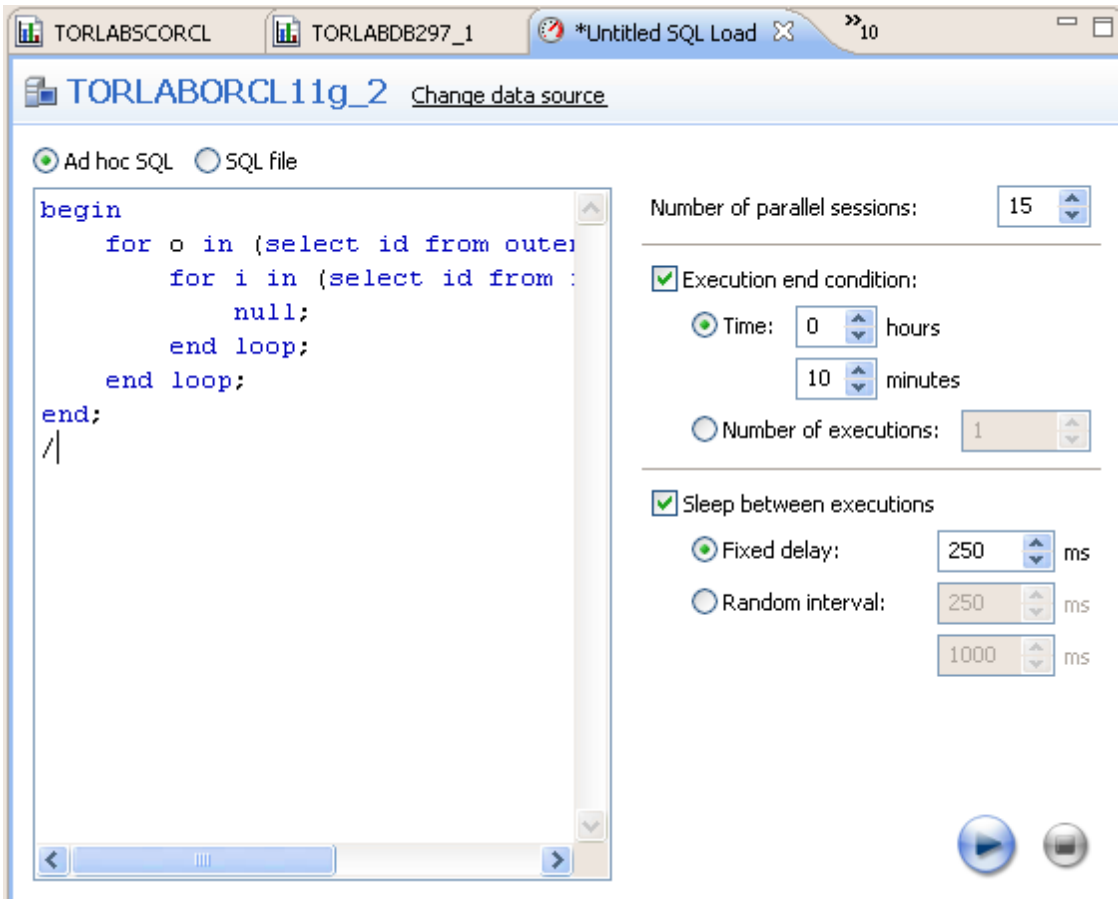 TORLABSCORCL TORLABDB297_1 *Untitled SQL Load »10
TORLABORCL11g_2 Change data source
Ad hoc SQL SQL file
begin
for o in (select id from outer
for i in (select id from
null;
end loop;
end loop;
end;
/
Number of parallel sessions: 15
Execution end condition:
Time: 0 hours
10 minutes
Number of executions: 1
Sleep between executions
Fixed delay: 250 ms
Random interval: 250 ms
1000 ms